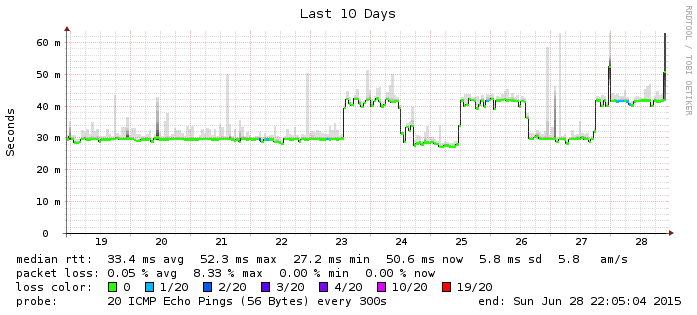 Last 10 Days
RRDTOOL / TOBI OETIKER
Seconds
60 m
50 m
40 m
30 m
20 m
10 m
0
19 20 21 22 23 24 25 26 27 28
median rtt: 33.4 ms avg 52.3 ms max 27.2 ms min 50.6 ms now 5.8 ms sd 5.8 am/s
packet loss: 0.05 % avg 8.33 % max 0.00 % min 0.00 % now
loss color: 0 1/20 2/20 3/20 4/20 10/20 19/20
probe: 20 ICMP Echo Pings (56 Bytes) every 300s end: Sun Jun 28 22:05:04 2015